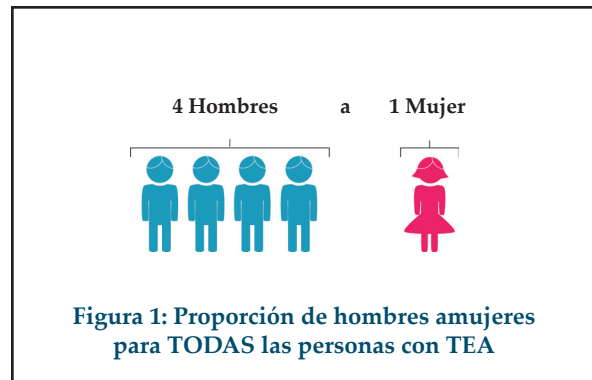 4 Hombres a 1 Mujer
Figura 1: Proporción de hombres amujeres
para TODAS las personas con TEA